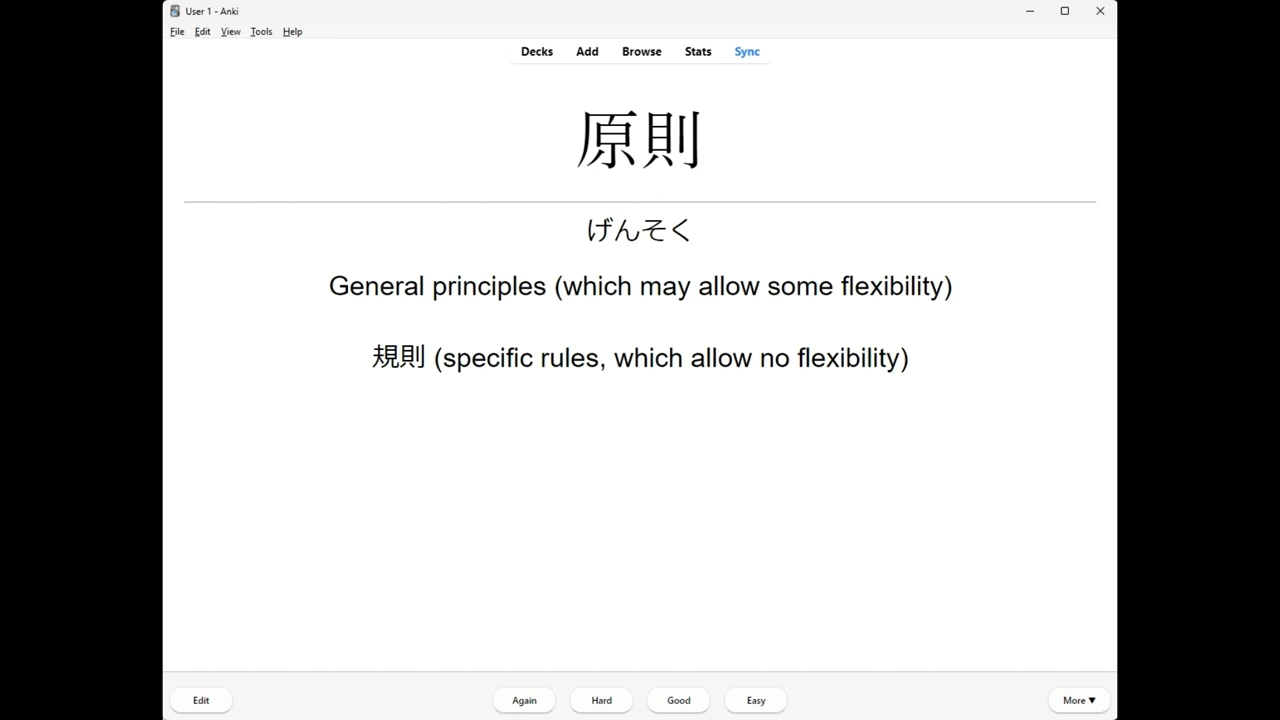 User 1 - Anki
File Edit View Tools Help
Decks Add Browse Stats Sync
原則
げんそく
General principles (which may allow some flexibility)
規則 (specific rules, which allow no flexibility)
Edit Again Hard Good Easy More ▼